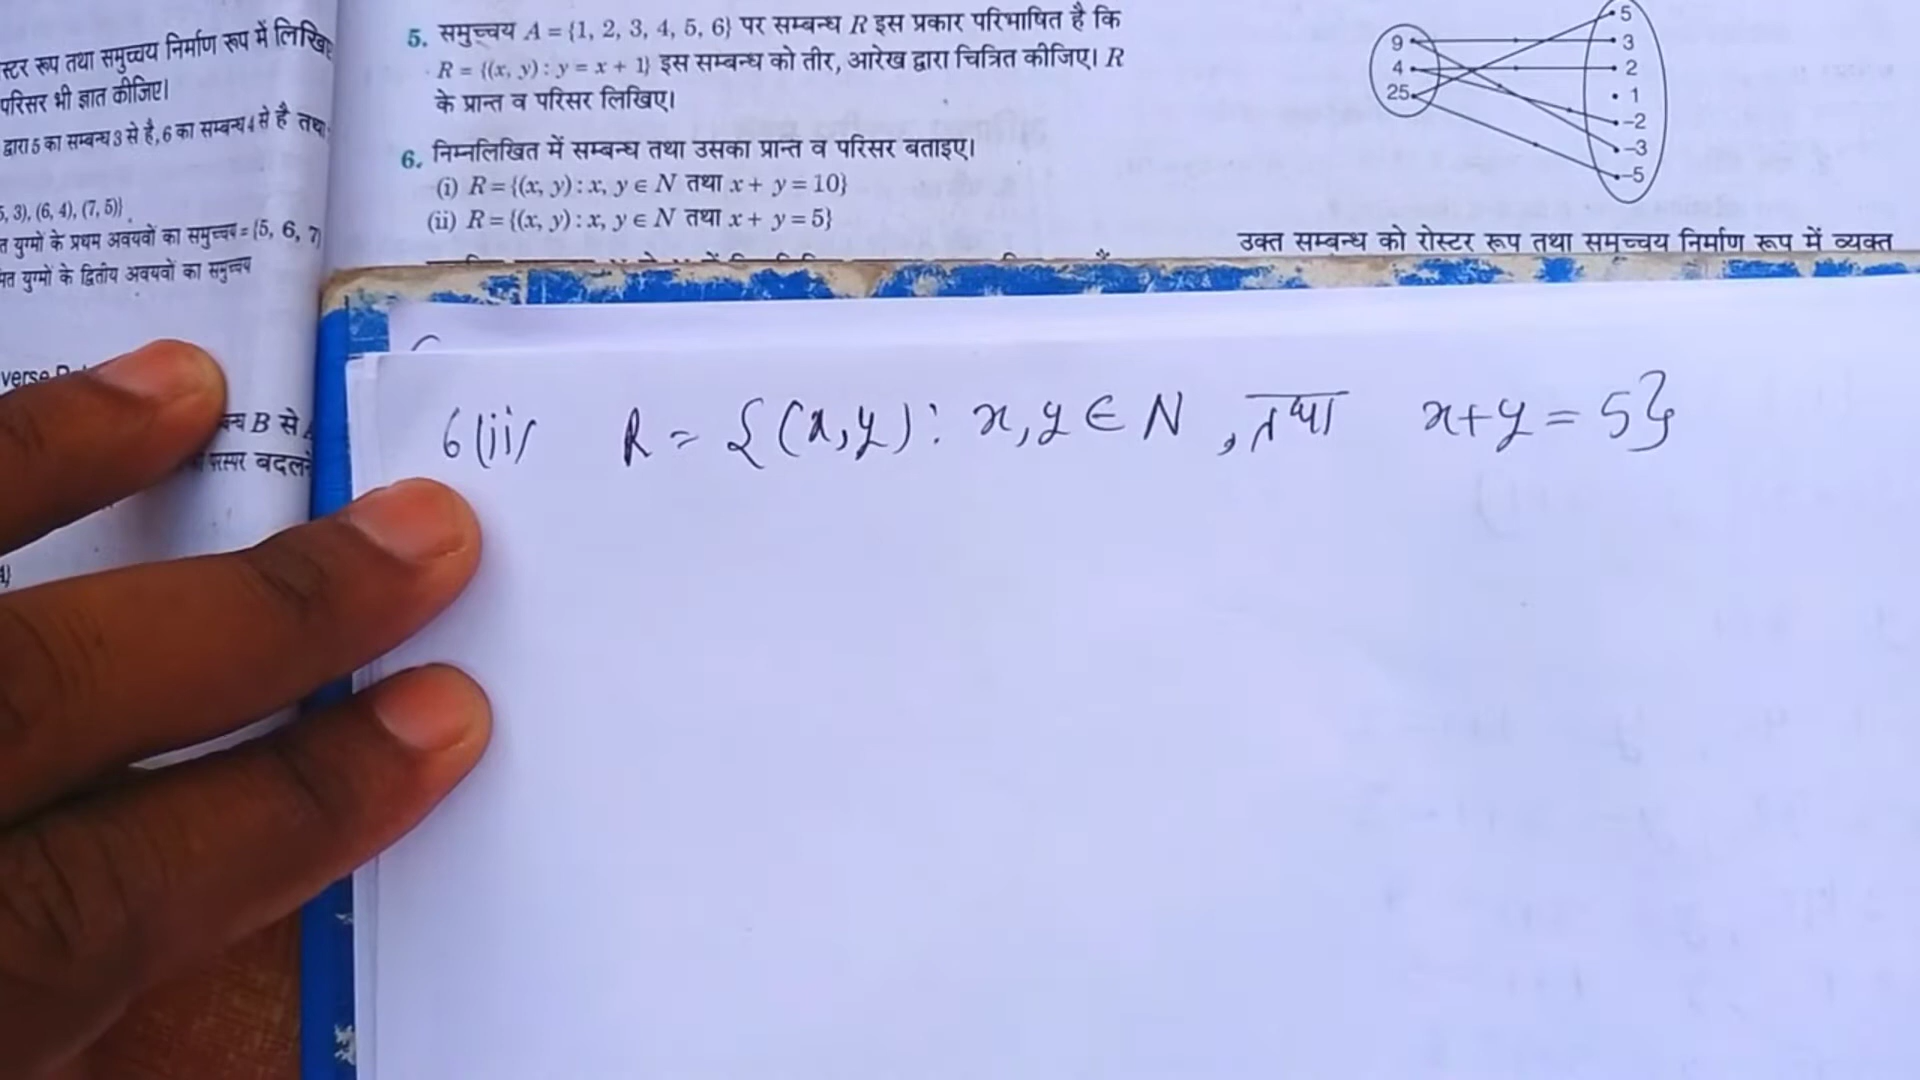 रूप तथा समुच्चय निर्माण रूप में
परिसर भी ज्ञात कीजिए।
द्वारा 5 का सम्बन्ध 3 से है, 6 का सम्बन्ध 4 से है तथा
3), (6, 4), (7, 5)}
युग्मों के प्रथम अवयवों का समुच्चय = {5, 6, 7
युग्मों के द्वितीय अवयवों का समुच्चय
B से
बदलने
5. समुच्चय A = {1, 2, 3, 4, 5, 6} पर सम्बन्ध R इस प्रकार परिभाषित है कि
R = {(x, y) : y = x + 1} इस सम्बन्ध को तीर, आरेख द्वारा चित्रित कीजिए। R
के प्रान्त व परिसर लिखिए।
6. निम्नलिखित में सम्बन्ध तथा उसका प्रान्त व परिसर बताइए।
(i) R = {(x, y) : x, y ∈ N तथा x + y = 10}
(ii) R = {(x, y) : x, y ∈ N तथा x + y = 5}
9
4
25
5
3
2
1
-2
-3
-5
उक्त सम्बन्ध को रोस्टर रूप तथा समुच्चय निर्माण रूप में व्यक्त
6(ii) R = {(x,y) : x,y ∈ N , तथा x+y = 5}